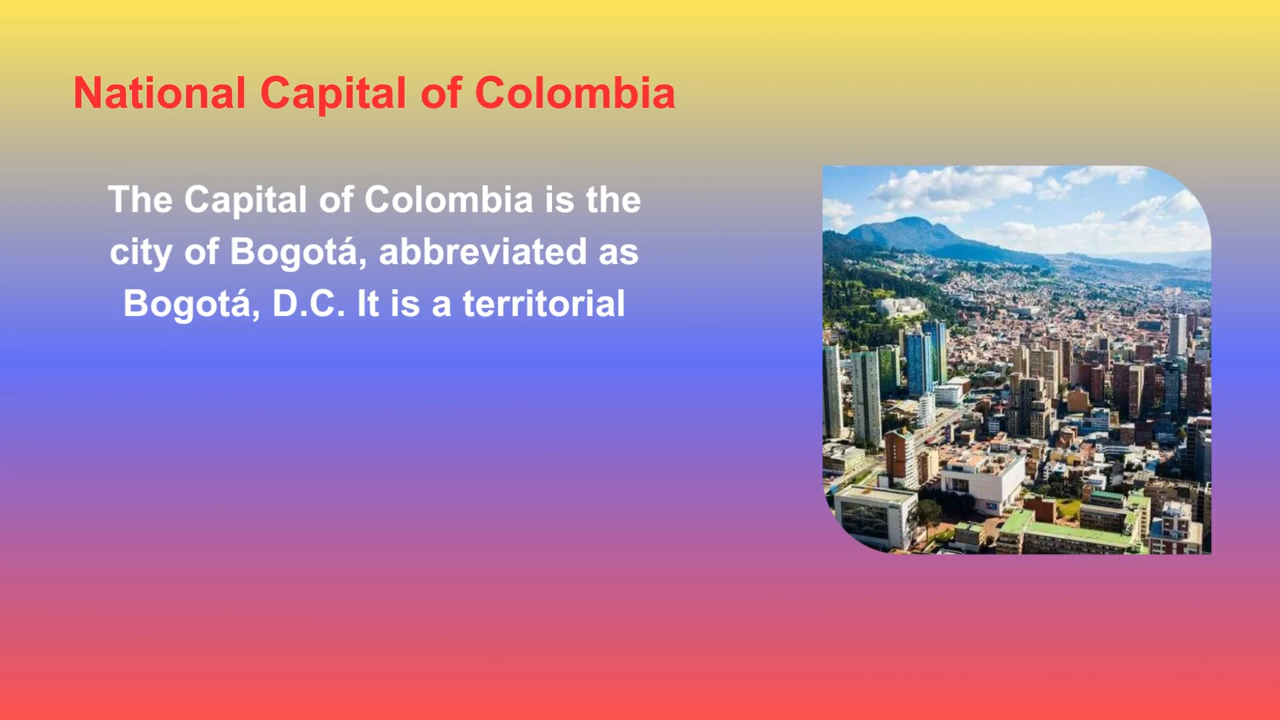 National Capital of Colombia
The Capital of Colombia is the
city of Bogotá, abbreviated as
Bogotá, D.C. It is a territorial